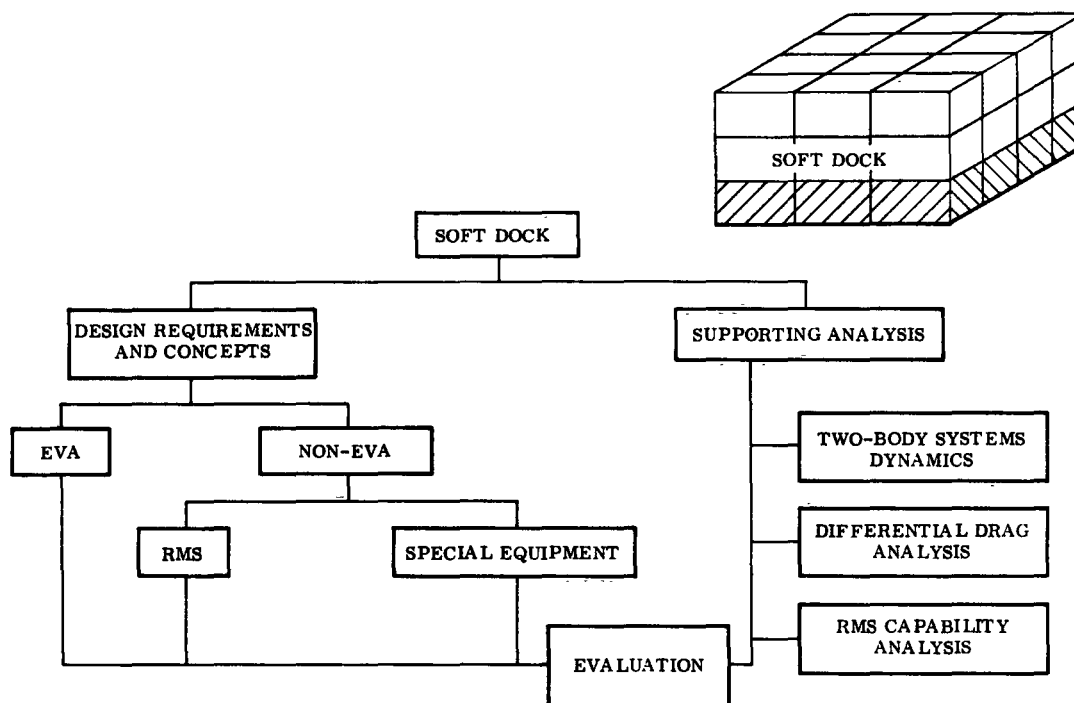 SOFT DOCK
SOFT DOCK
DESIGN REQUIREMENTS
AND CONCEPTS
SUPPORTING ANALYSIS
EVA
NON-EVA
TWO-BODY SYSTEMS
DYNAMICS
RMS
SPECIAL EQUIPMENT
DIFFERENTIAL DRAG
ANALYSIS
RMS CAPABILITY
ANALYSIS
EVALUATION